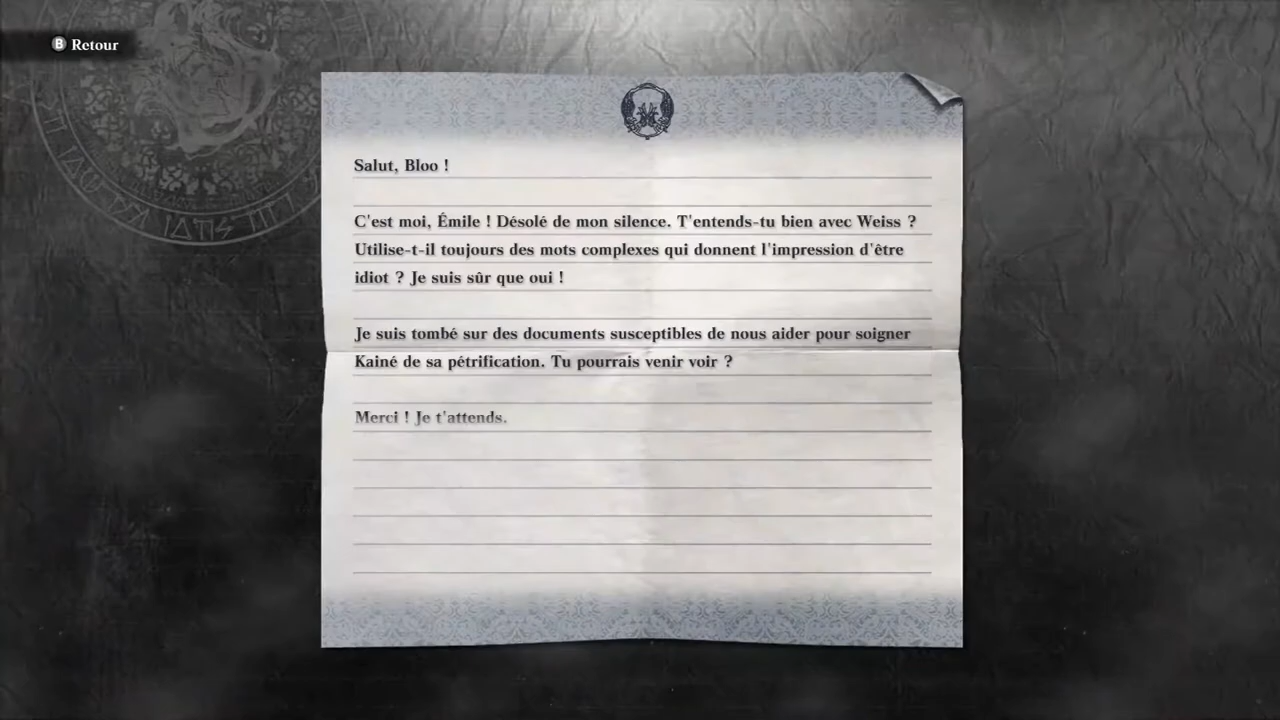 B Retour
Salut, Bloo !
C'est moi, Émile ! Désolé de mon silence. T'entends-tu bien avec Weiss ?
Utilise-t-il toujours des mots complexes qui donnent l'impression d'être
idiot ? Je suis sûr que oui !
Je suis tombé sur des documents susceptibles de nous aider pour soigner
Kainé de sa pétrification. Tu pourrais venir voir ?
Merci ! Je t'attends.